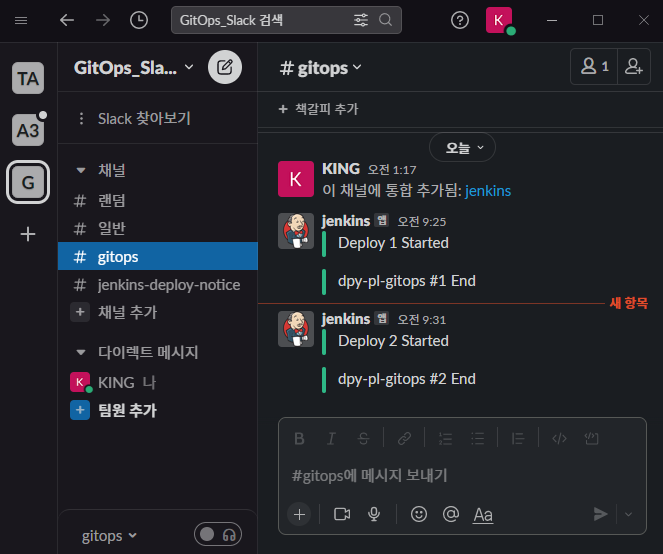 GitOps_Slack 검색
K
TA
A3
G
GitOps_Sla...
Slack 찾아보기
채널
# 랜덤
# 일반
# gitops
# jenkins-deploy-notice
+ 채널 추가
다이렉트 메시지
K KING 나
+ 팀원 추가
gitops
# gitops
1
+ 책갈피 추가
오늘
K
KING 오전 1:17
이 채널에 통합 추가됨: jenkins
jenkins 앱 오전 9:25
Deploy 1 Started
dpy-pl-gitops #1 End
새 항목
jenkins 앱 오전 9:31
Deploy 2 Started
dpy-pl-gitops #2 End
B I S
#gitops에 메시지 보내기
Aa